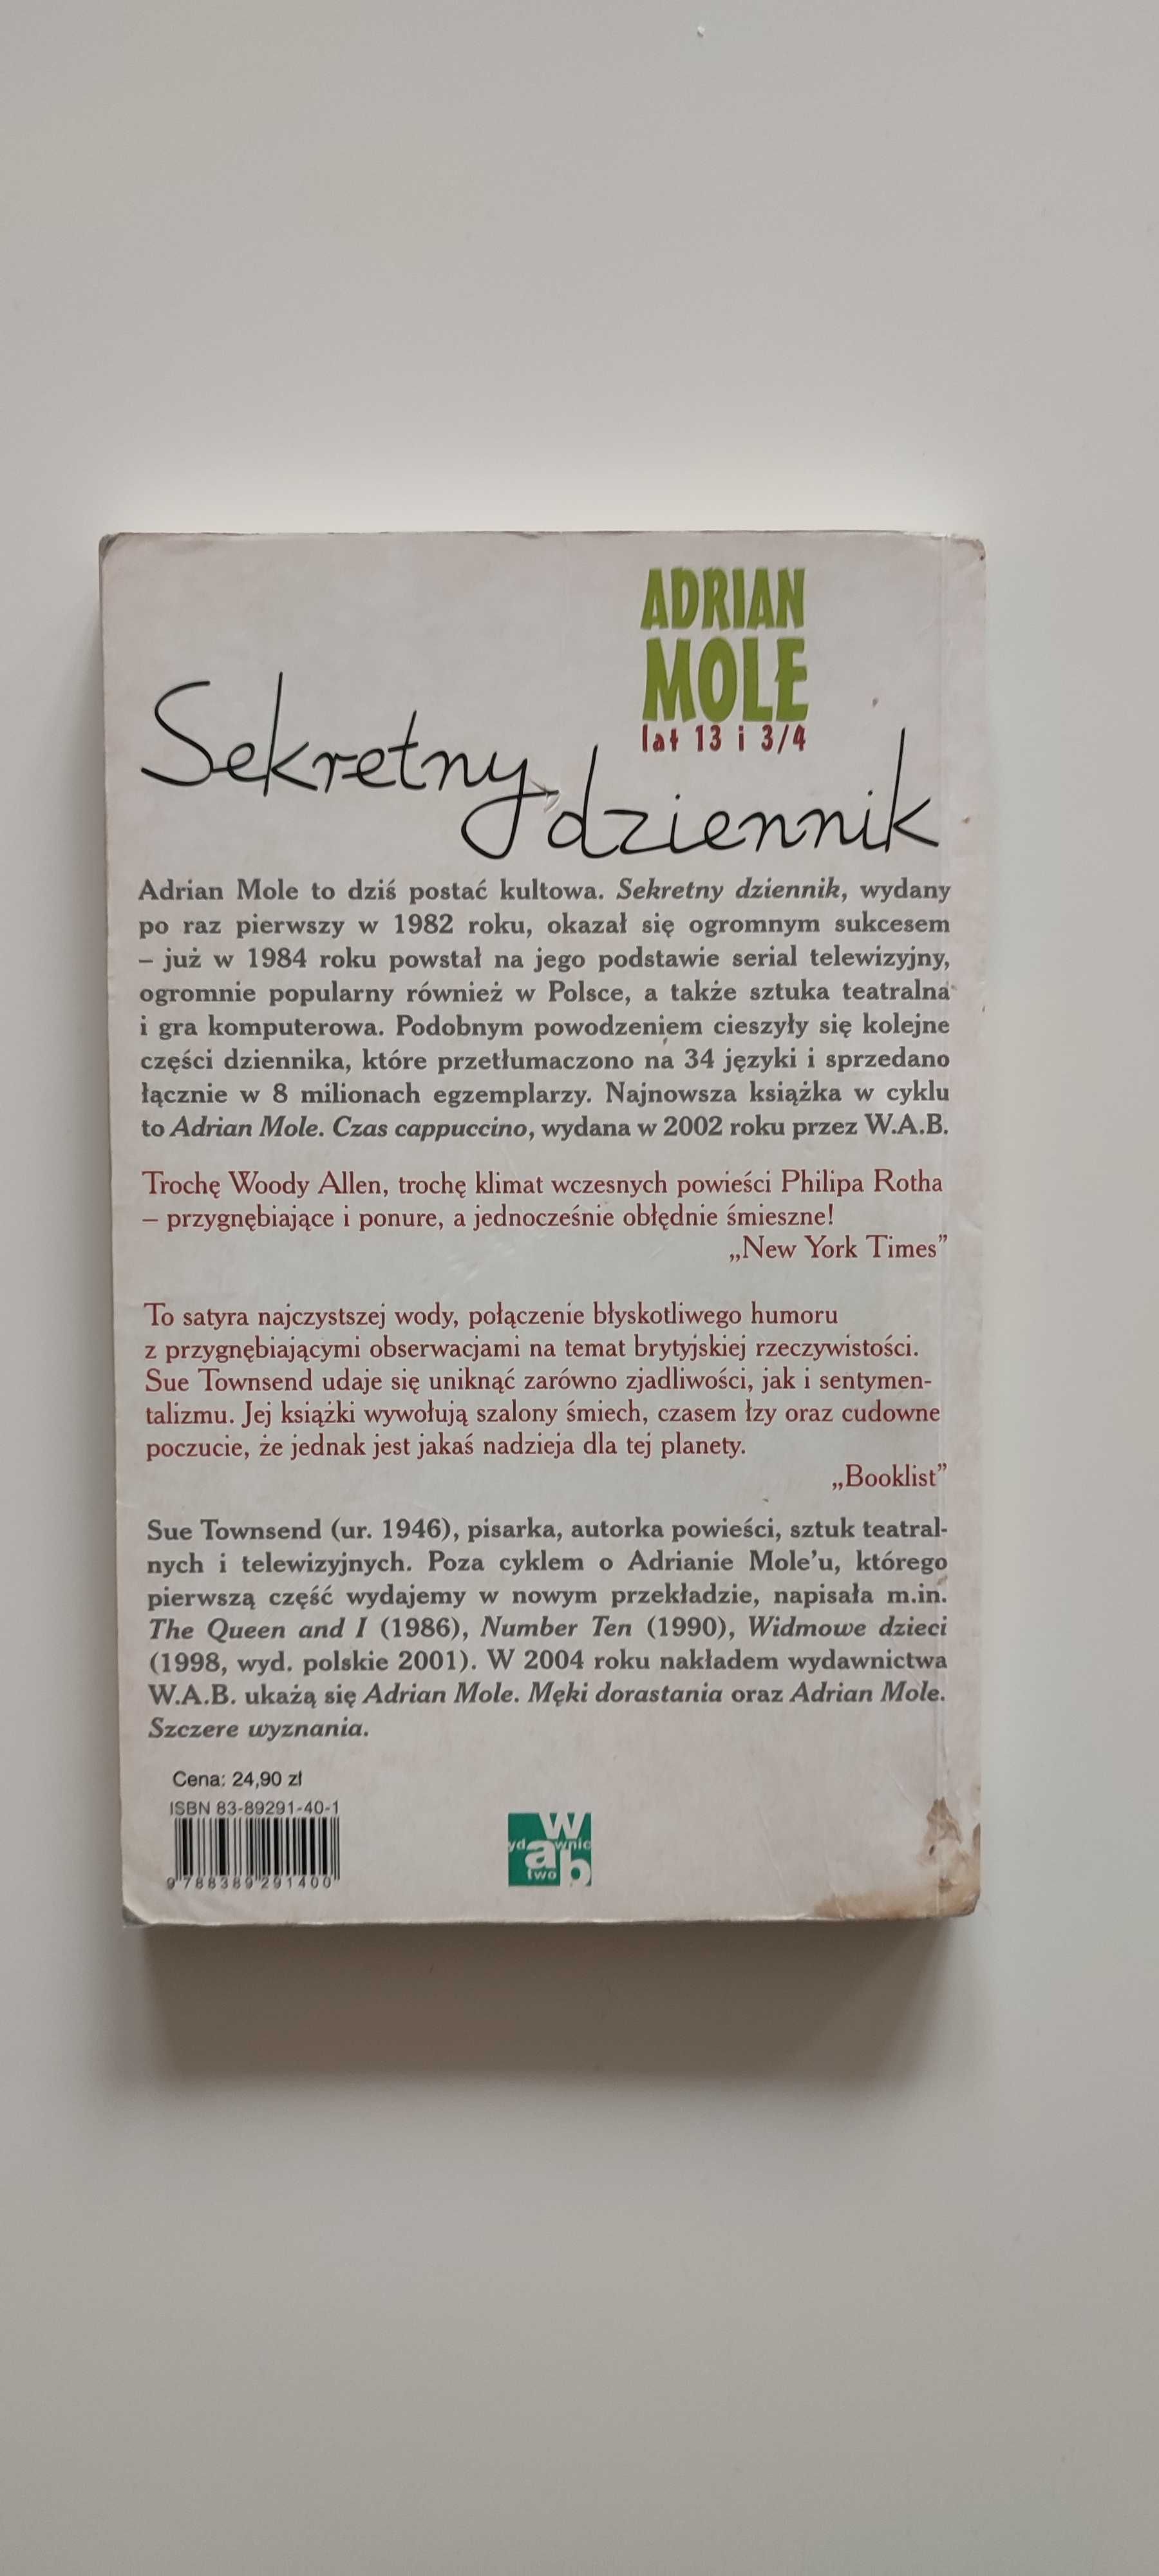 ADRIAN
MOLE
lat 13 i 3/4
Sekretny
dziennik
Adrian Mole to dziś postać kultowa. Sekretny dziennik, wydany
po raz pierwszy w 1982 roku, okazał się ogromnym sukcesem
– już w 1984 roku powstał na jego podstawie serial telewizyjny,
ogromnie popularny również w Polsce, a także sztuka teatralna
i gra komputerowa. Podobnym powodzeniem cieszyły się kolejne
części dziennika, które przetłumaczono na 34 języki i sprzedano
łącznie w 8 milionach egzemplarzy. Najnowsza książka w cyklu
to Adrian Mole. Czas cappuccino, wydana w 2002 roku przez W.A.B.
Trochę Woody Allen, trochę klimat wczesnych powieści Philipa Rotha
– przygnębiające i ponure, a jednocześnie obłędnie śmieszne!
„New York Times”
To satyra najczystszej wody, połączenie błyskotliwego humoru
z przygnębiającymi obserwacjami na temat brytyjskiej rzeczywistości.
Sue Townsend udaje się uniknąć zarówno zjadliwości, jak i sentymen-
talizmu. Jej książki wywołują szalony śmiech, czasem łzy oraz cudowne
poczucie, że jednak jest jakaś nadzieja dla tej planety.
„Booklist”
Sue Townsend (ur. 1946), pisarka, autorka powieści, sztuk teatral-
nych i telewizyjnych. Poza cyklem o Adrianie Mole’u, którego
pierwszą część wydajemy w nowym przekładzie, napisała m.in.
The Queen and I (1986), Number Ten (1990), Widmowe dzieci
(1998, wyd. polskie 2001). W 2004 roku nakładem wydawnictwa
W.A.B. ukażą się Adrian Mole. Męki dorastania oraz Adrian Mole.
Szczere wyznania.
Cena: 24,90 zł
ISBN 83-89291-40-1
9 788389 291400
w
ydawnic
a
two b